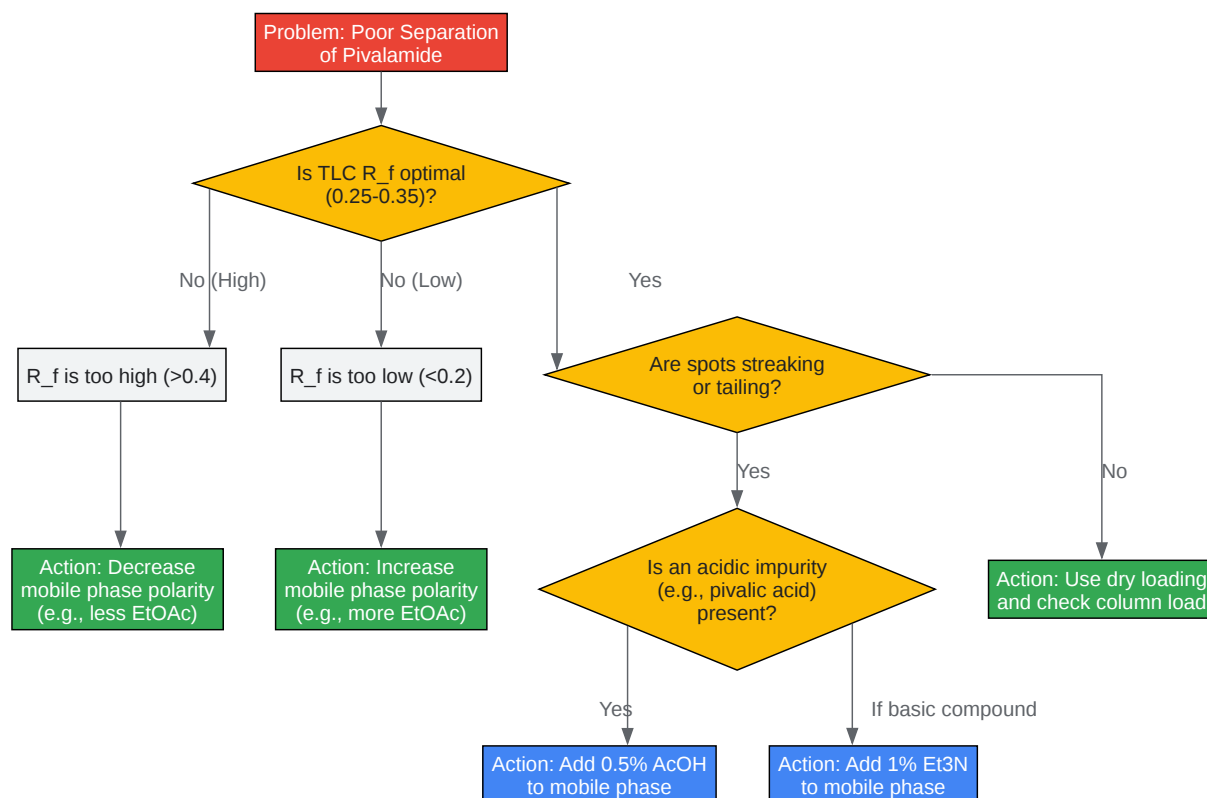 Problem: Poor Separation
of Pivalamide
Is TLC R_f optimal
(0.25-0.35)?
No (High)
No (Low)
Yes
R_f is too high (>0.4)
R_f is too low (<0.2)
Are spots streaking
or tailing?
Yes
No
Action: Decrease
mobile phase polarity
(e.g., less EtOAc)
Action: Increase
mobile phase polarity
(e.g., more EtOAc)
Is an acidic impurity
(e.g., pivalic acid)
present?
Action: Use dry loading
and check column load
Yes
If basic compound
Action: Add 0.5% AcOH
to mobile phase
Action: Add 1% Et3N
to mobile phase